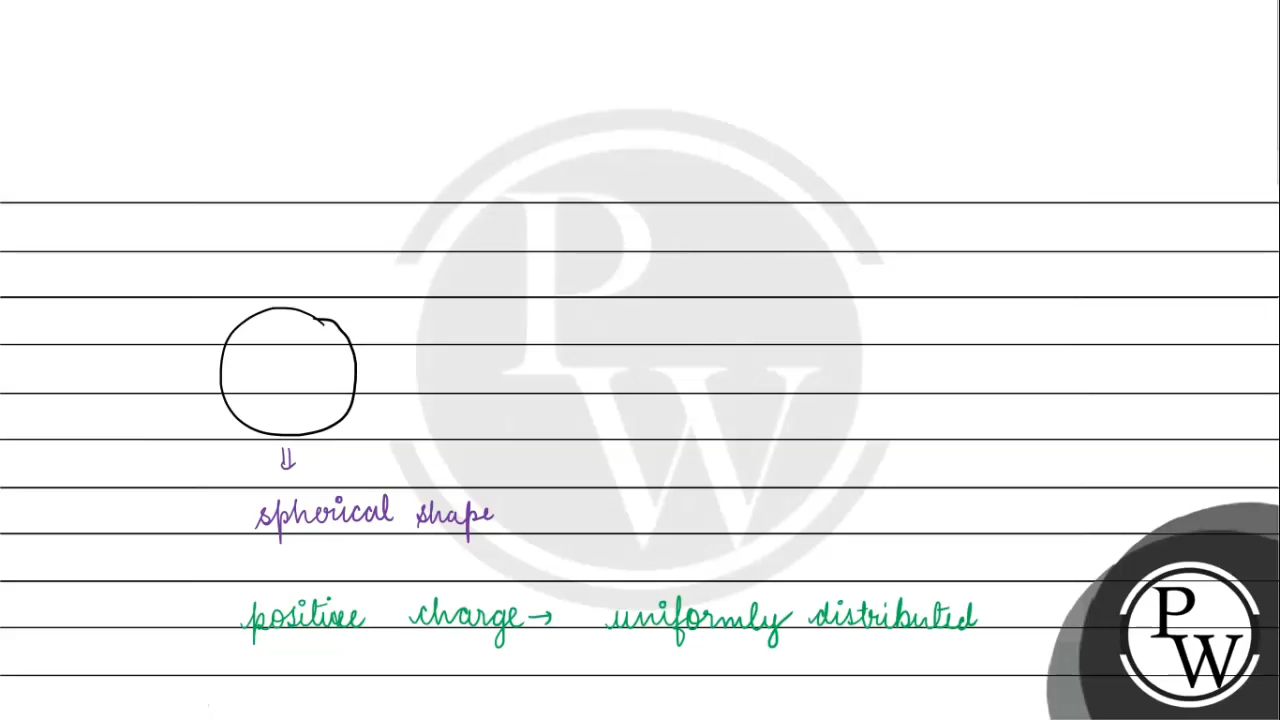 P
W
spherical shape
positive charge → uniformly distributed
P
W